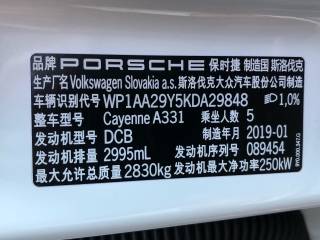 品牌 PORSCHE 保时捷 制造国 斯洛伐克
生产厂名 Volkswagen Slovakia a.s. 斯洛伐克大众汽车股份公司制造
车辆识别代号 WP1AA29Y5KDA29848 1,0%
整车型号 Cayenne A331 乘坐人数 5
发动机型号 DCB 制造年月 2019-01
发动机排量 2995mL 发动机号 089454
最大允许总质量 2830kg 发动机最大净功率 250kW